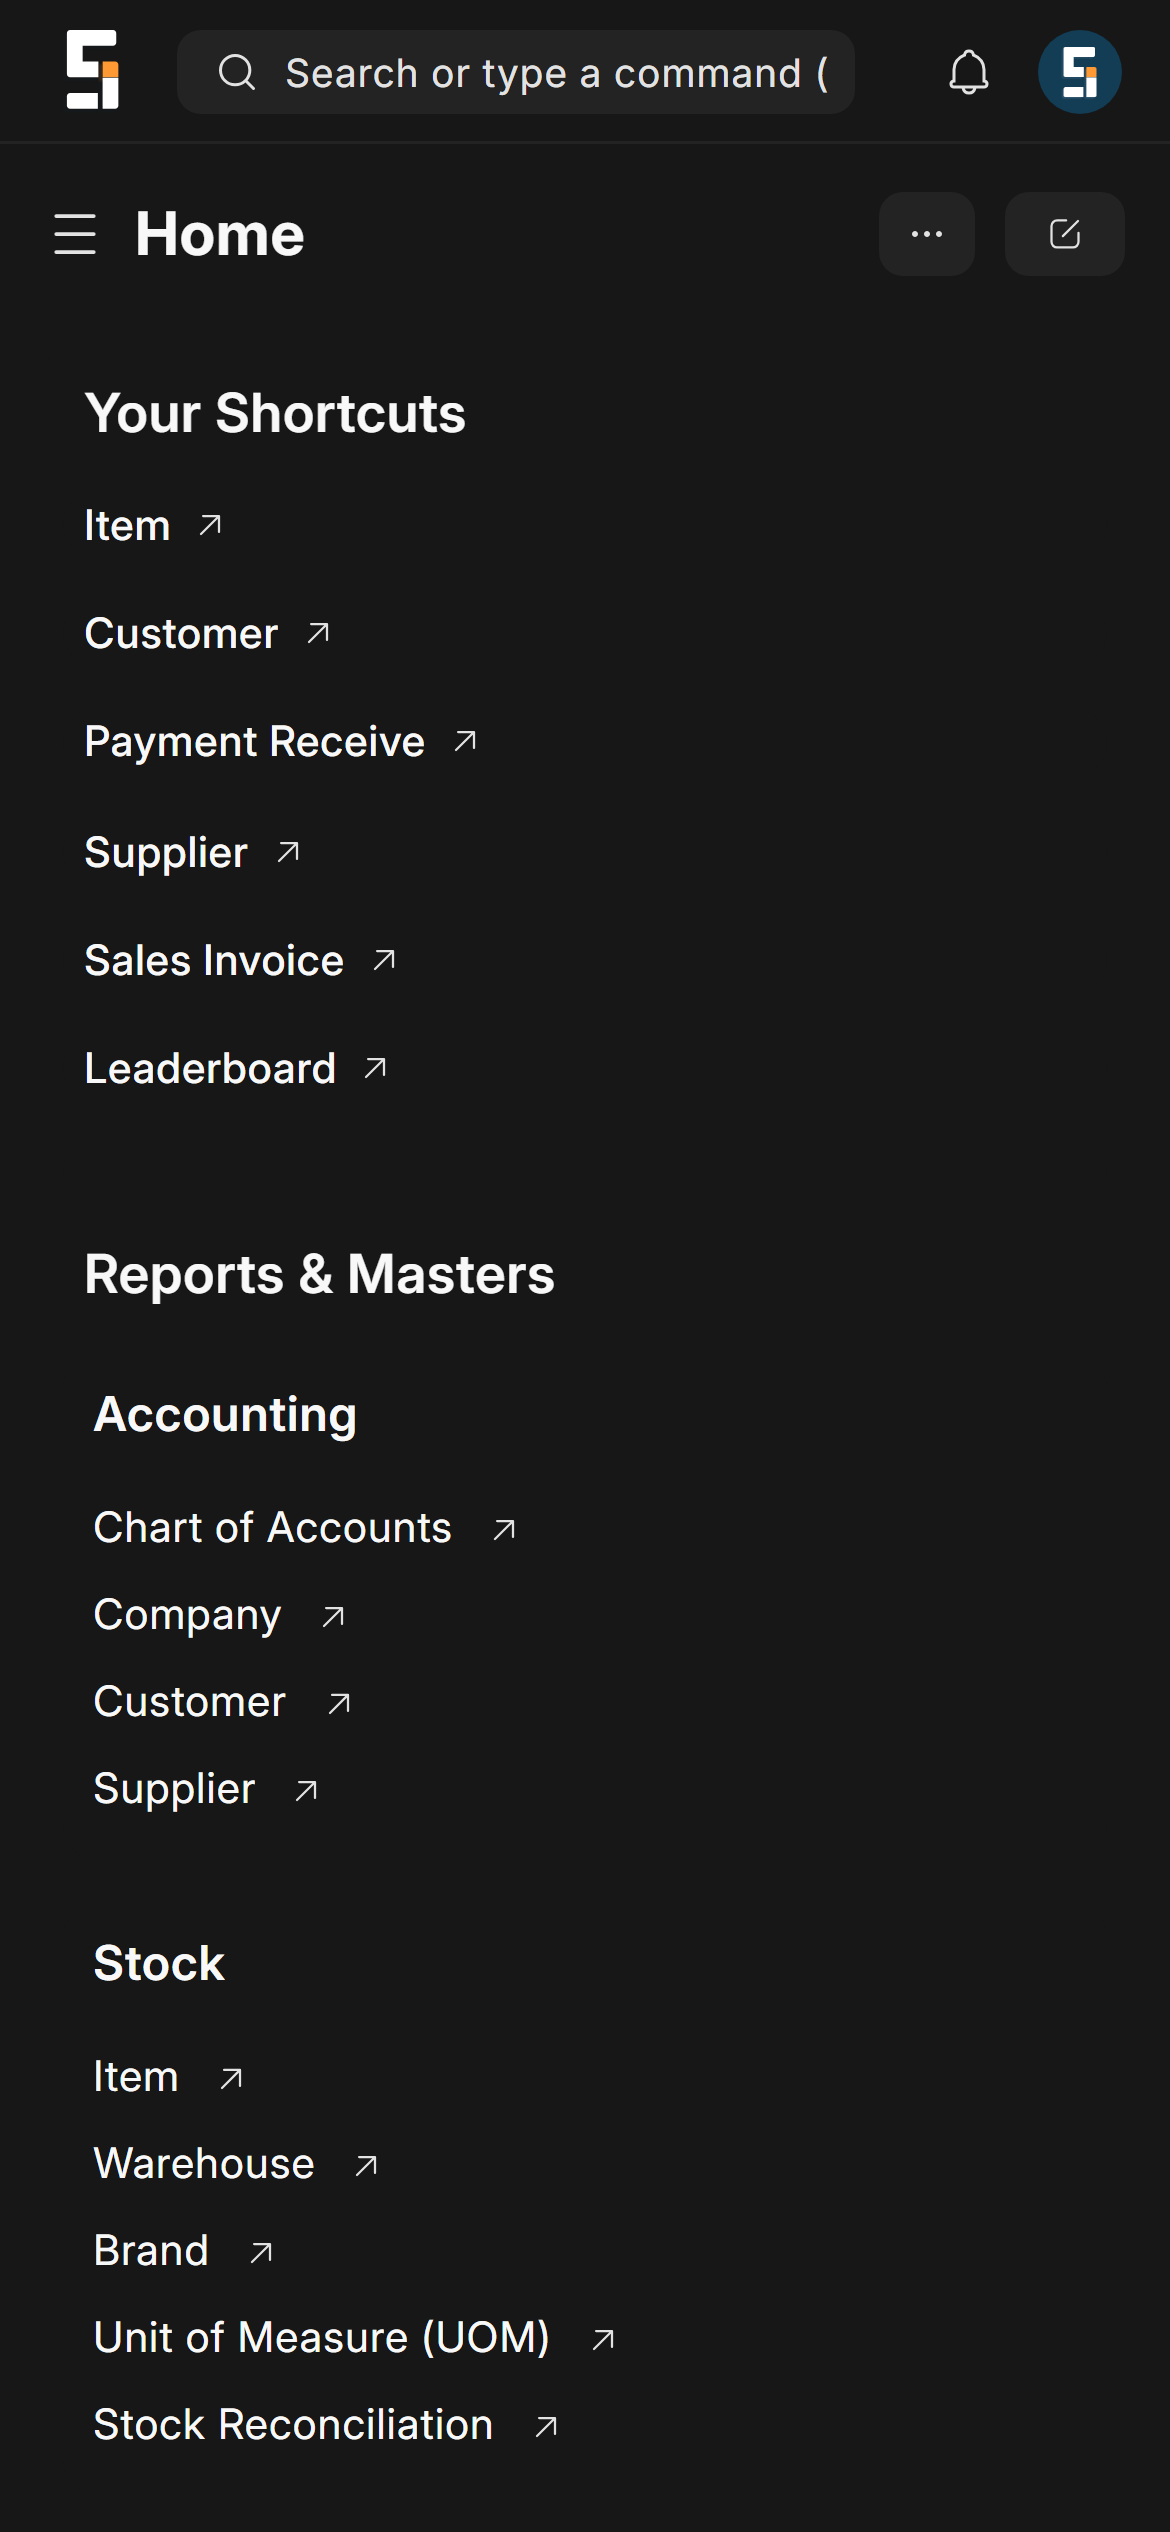 Search or type a command (
Home
Your Shortcuts
Item
Customer
Payment Receive
Supplier
Sales Invoice
Leaderboard
Reports & Masters
Accounting
Chart of Accounts
Company
Customer
Supplier
Stock
Item
Warehouse
Brand
Unit of Measure (UOM)
Stock Reconciliation